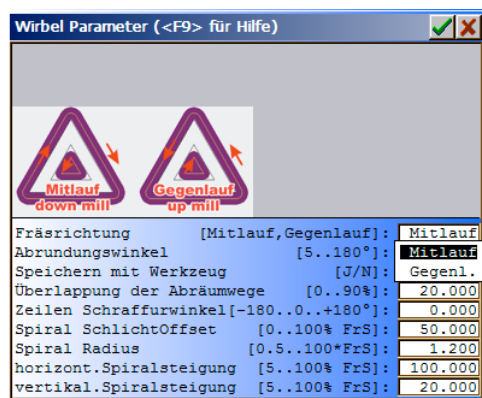 Wirbel Parameter (<F9> für Hilfe)
Mitlauf Gegenlauf
down mill up mill
Fräsrichtung [Mitlauf,Gegenlauf]: Mitlauf
Abrundungswinkel [5..180°]: Mitlauf
Speichern mit Werkzeug [J/N]: Gegenl.
Überlappung der Abräumwege [0..90%]: 20.000
Zeilen Schraffurwinkel[-180..0..+180°]: 0.000
Spiral SchlichtOffset [0..100% FrS]: 50.000
Spiral Radius [0.5..100*FrS]: 1.200
horizont.Spiralsteigung [5..100% FrS]: 100.000
vertikal.Spiralsteigung [5..100% FrS]: 20.000